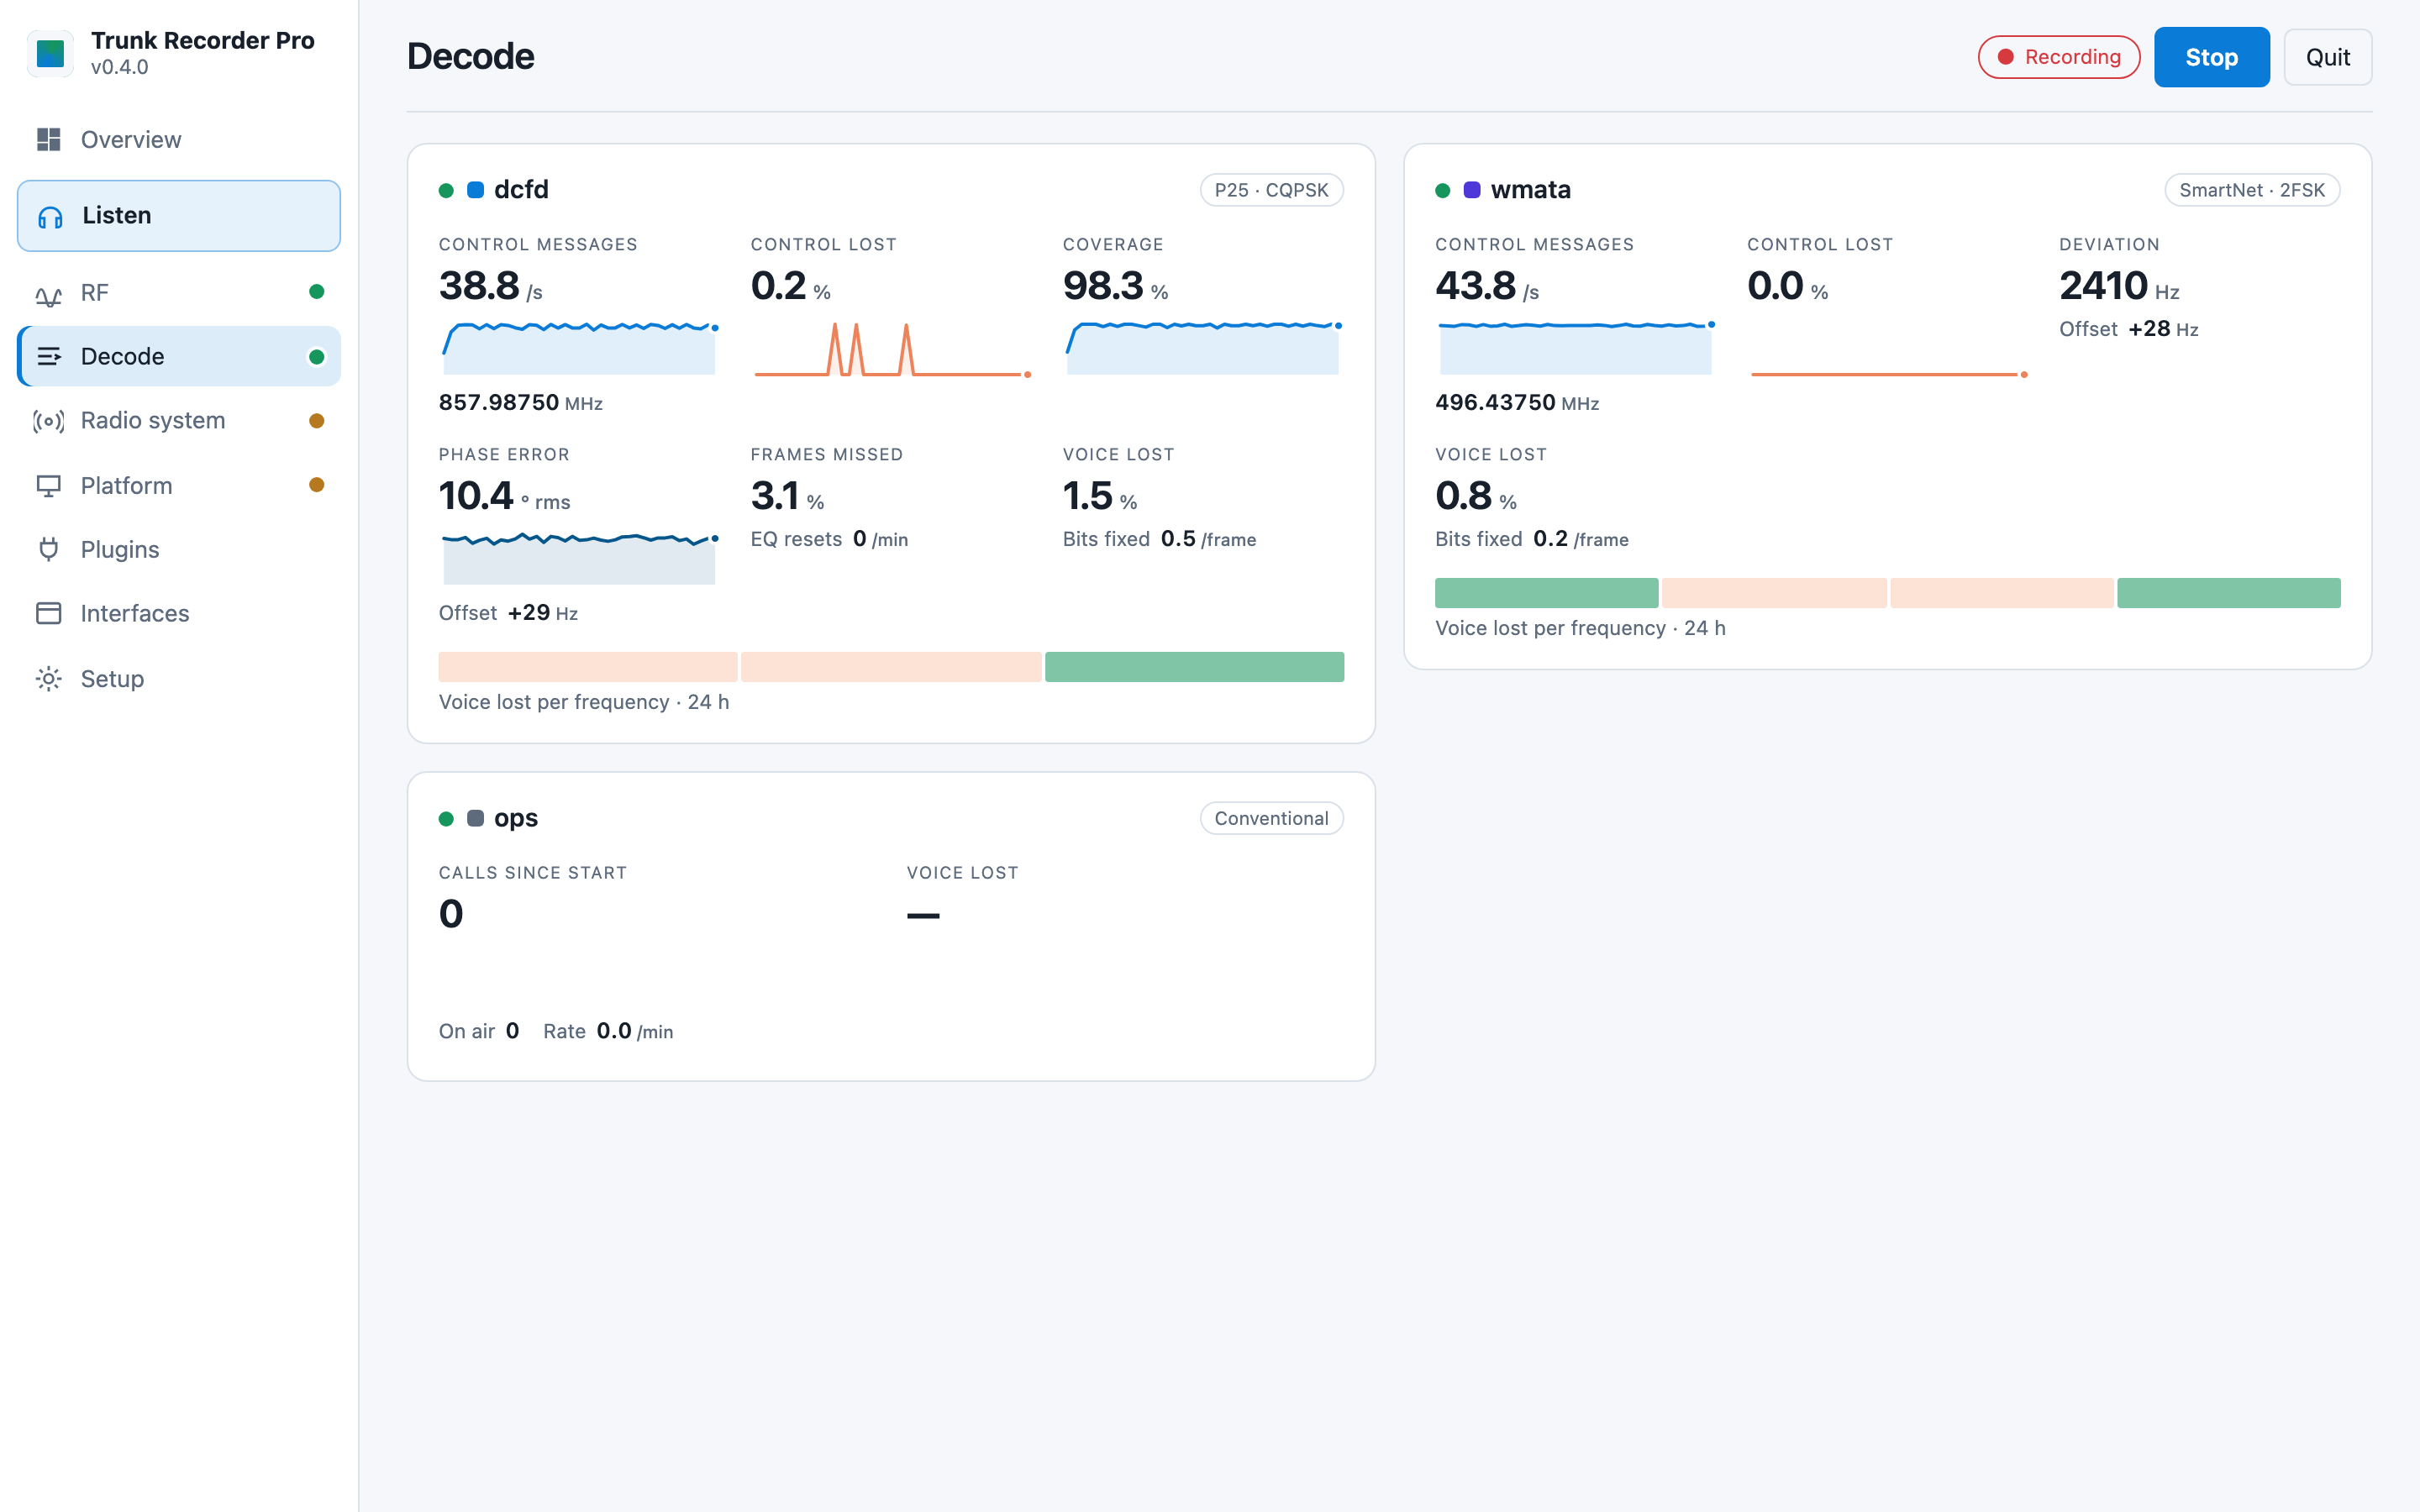 Trunk Recorder Pro
v0.4.0
Overview
Listen
RF
Decode
Radio system
Platform
Plugins
Interfaces
Setup
Decode
Recording
Stop
Quit
dcfd
P25 · CQPSK
CONTROL MESSAGES
38.8 /s
857.98750 MHz
CONTROL LOST
0.2 %
COVERAGE
98.3 %
PHASE ERROR
10.4 ° rms
Offset +29 Hz
FRAMES MISSED
3.1 %
EQ resets 0 /min
VOICE LOST
1.5 %
Bits fixed 0.5 /frame
Voice lost per frequency · 24 h
wmata
SmartNet · 2FSK
CONTROL MESSAGES
43.8 /s
496.43750 MHz
CONTROL LOST
0.0 %
DEVIATION
2410 Hz
Offset +28 Hz
VOICE LOST
0.8 %
Bits fixed 0.2 /frame
Voice lost per frequency · 24 h
ops
Conventional
CALLS SINCE START
0
VOICE LOST
—
On air 0 Rate 0.0 /min